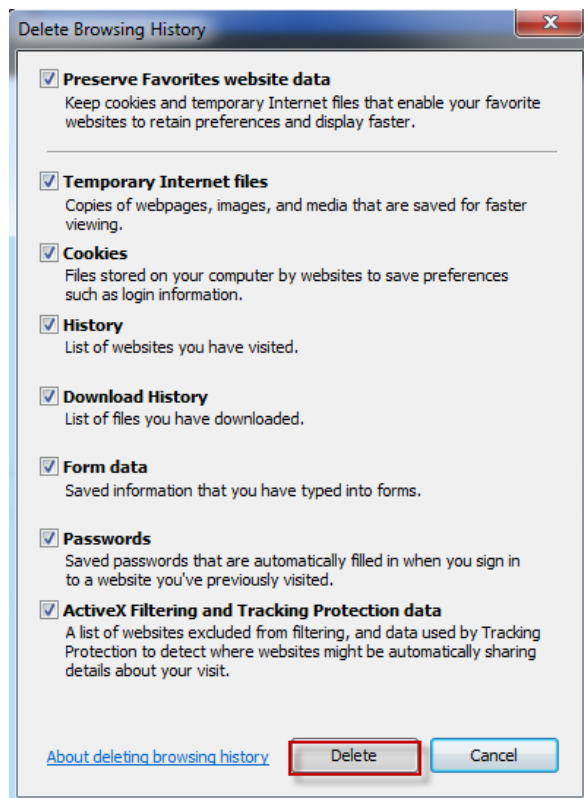 Delete Browsing History
Preserve Favorites website data
Keep cookies and temporary Internet files that enable your favorite
websites to retain preferences and display faster.
Temporary Internet files
Copies of webpages, images, and media that are saved for faster
viewing.
Cookies
Files stored on your computer by websites to save preferences
such as login information.
History
List of websites you have visited.
Download History
List of files you have downloaded.
Form data
Saved information that you have typed into forms.
Passwords
Saved passwords that are automatically filled in when you sign in
to a website you've previously visited.
ActiveX Filtering and Tracking Protection data
A list of websites excluded from filtering, and data used by Tracking
Protection to detect where websites might be automatically sharing
details about your visit.
About deleting browsing history Delete Cancel